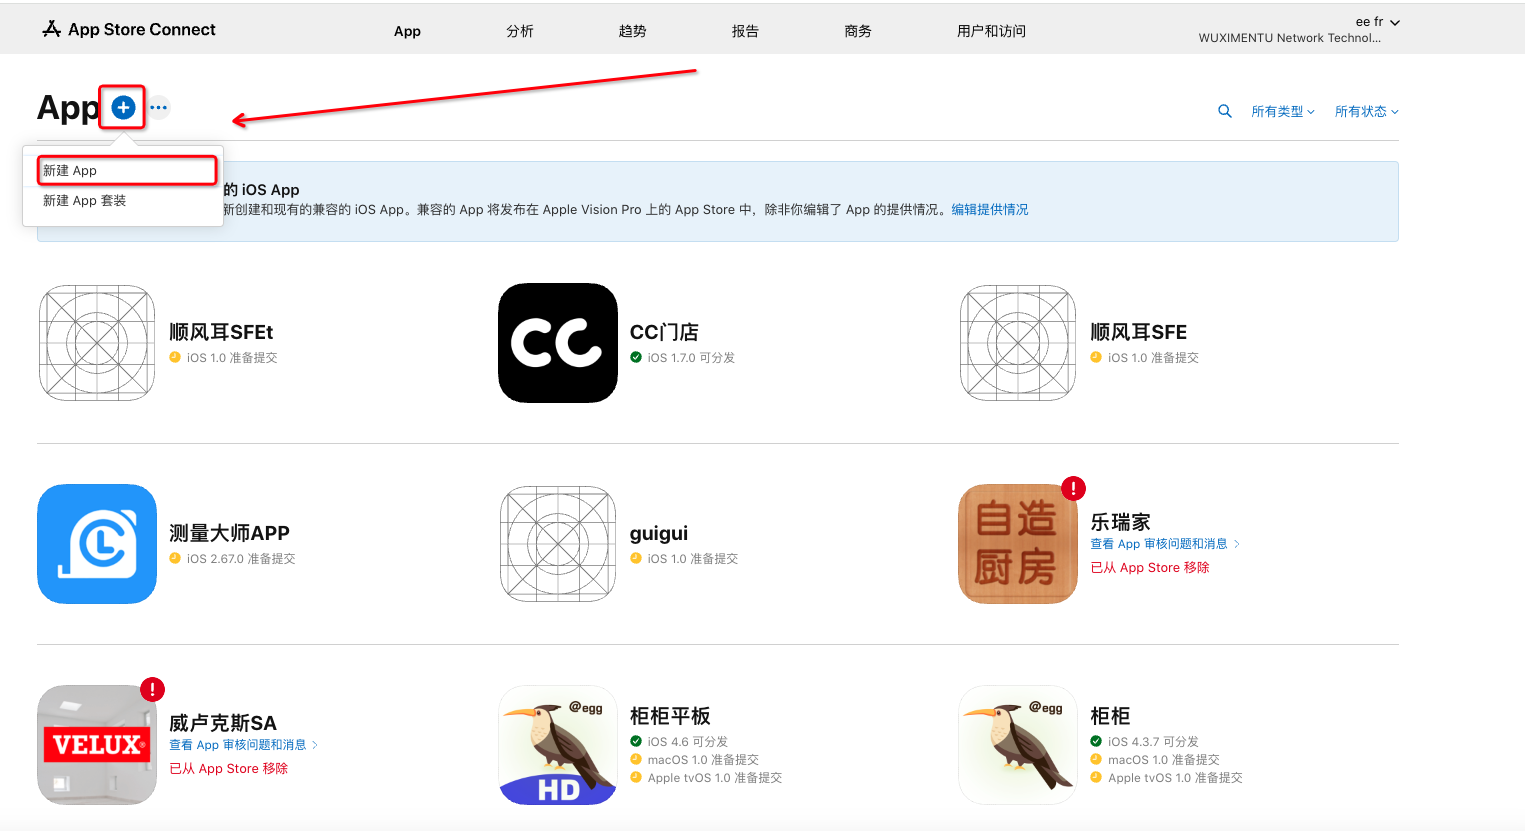 App Store Connect
App
分析
趋势
报告
商务
用户和访问
ee fr
WUXIMENTU Network Technol...
App
所有类型
所有状态
新建 App
新建 App 套装
的 iOS App
新创建和现有的兼容的 iOS App。兼容的 App 将发布在 Apple Vision Pro 上的 App Store 中，除非你编辑了 App 的提供情况。编辑提供情况
顺风耳SFEt
iOS 1.0 准备提交
CC
CC门店
iOS 1.7.0 可分发
顺风耳SFE
iOS 1.0 准备提交
测量大师APP
iOS 2.67.0 准备提交
guigui
iOS 1.0 准备提交
自造
厨房
乐瑞家
查看 App 审核问题和消息
已从 App Store 移除
VELUX®
威卢克斯SA
查看 App 审核问题和消息
已从 App Store 移除
@egg
HD
柜柜平板
iOS 4.6 可分发
macOS 1.0 准备提交
Apple tvOS 1.0 准备提交
@egg
柜柜
iOS 4.3.7 可分发
macOS 1.0 准备提交
Apple tvOS 1.0 准备提交